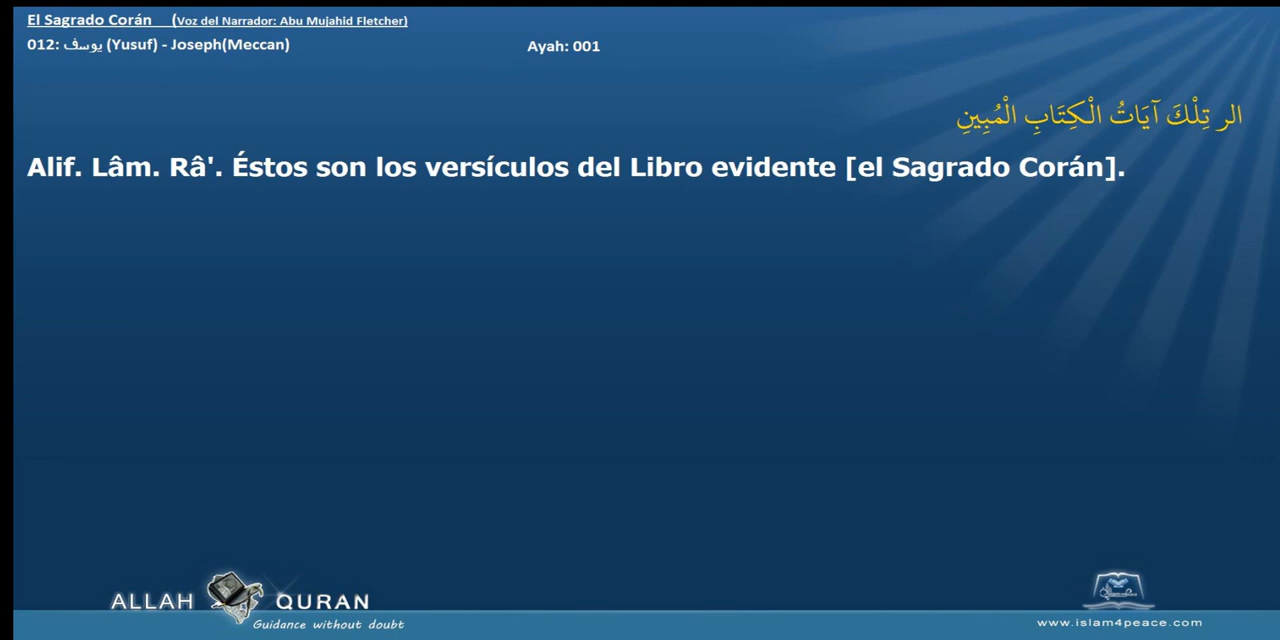 El Sagrado Corán (Voz del Narrador: Abu Mujahid Fletcher)
012: يوسف (Yusuf) - Joseph(Meccan)
Ayah: 001
الر تِلْكَ آيَاتُ الْكِتَابِ الْمُبِينِ
Alif. Lâm. Râ'. Éstos son los versículos del Libro evidente [el Sagrado Corán].
ALLAH QURAN
Guidance without doubt
www.islam4peace.com